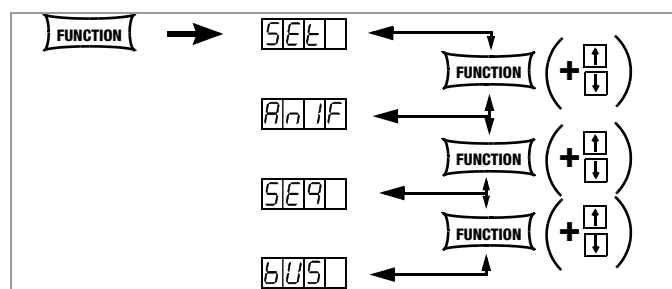 FUNCTION
SEt
FUNCTION (+ ↑ ↓)
AnIF
FUNCTION (+ ↑ ↓)
SEq
FUNCTION (+ ↑ ↓)
bUS